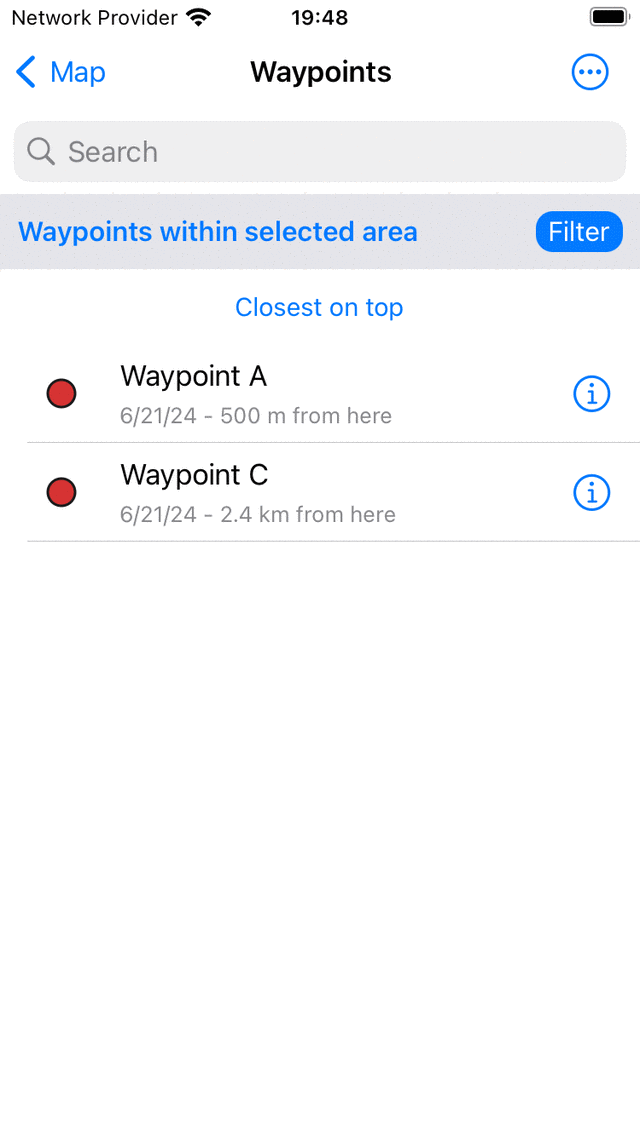 Network Provider 19:48
Map Waypoints
Search
Waypoints within selected area Filter
Closest on top
Waypoint A
6/21/24 - 500 m from here
Waypoint C
6/21/24 - 2.4 km from here